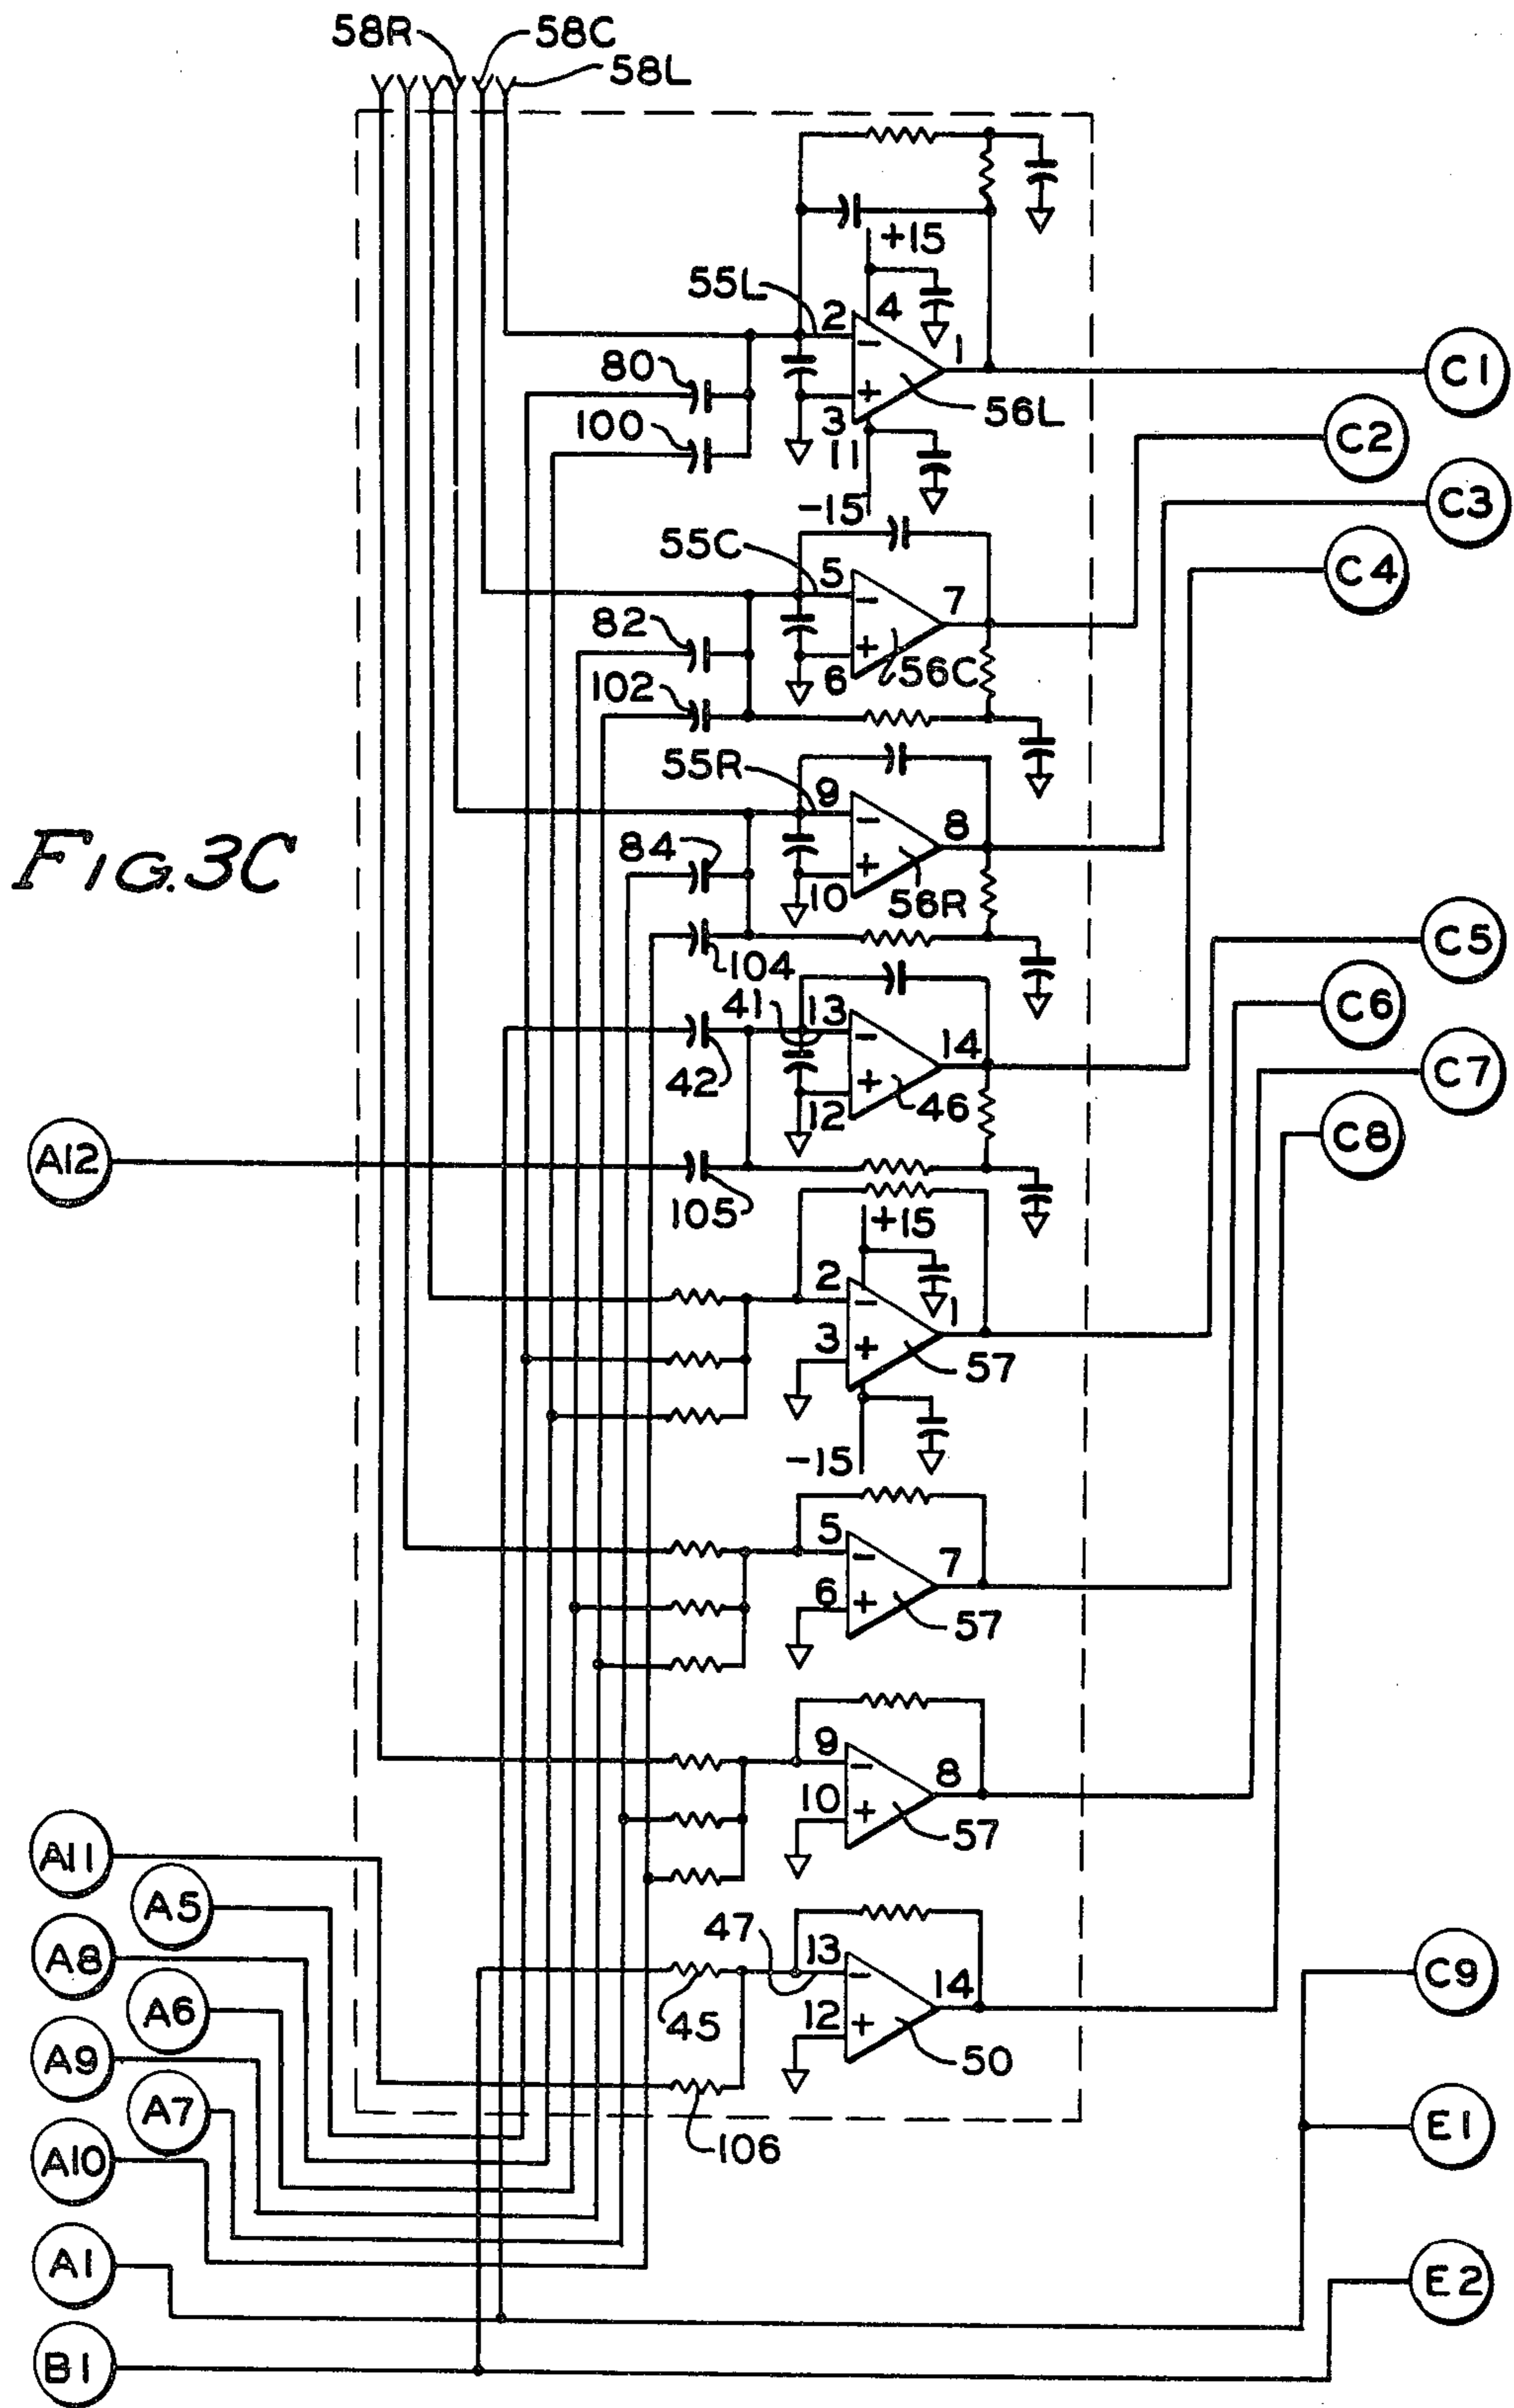 58R
58C
58L
+15
55L
2
4
1
80
3
56L
C1
100
11
C2
-15
C3
55C
5
7
C4
82
6
56C
102
55R
9
8
FIG. 3C
84
10
56R
C5
104
41
13
14
C6
42
12
46
C7
A12
C8
105
+15
2
1
3
57
-15
5
7
6
57
9
8
10
57
A11
A5
47
13
A8
14
C9
A6
45
12
A9
50
A7
106
E1
A10
A1
E2
B1